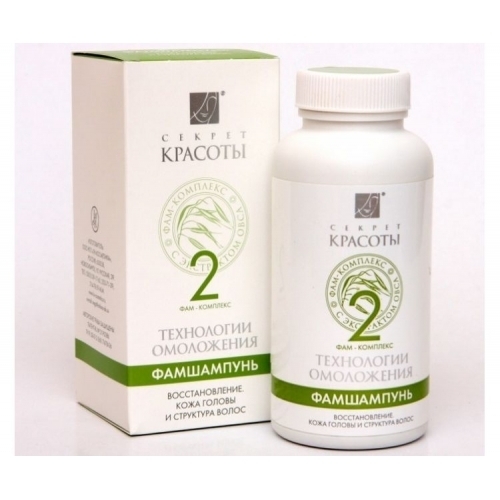 СЕКРЕТ
КРАСОТЫ
ФАМ-КОМПЛЕКС
С ЭКСТРАКТОМ ОВСА
2
ФАМ - КОМПЛЕКС
ТЕХНОЛОГИИ
ОМОЛОЖЕНИЯ
ФАМШАМПУНЬ
ВОССТАНОВЛЕНИЕ.
КОЖА ГОЛОВЫ
И СТРУКТУРА ВОЛОС
СЕКРЕТ
КРАСОТЫ
ФАМ-КОМПЛЕКС
С ЭКСТРАКТОМ ОВСА
2
ФАМ - КОМПЛЕКС
ТЕХНОЛОГИИ
ОМОЛОЖЕНИЯ
ФАМШАМПУНЬ
ВОССТАНОВЛЕНИЕ.
КОЖА ГОЛОВЫ И СТРУКТУРА ВОЛОС